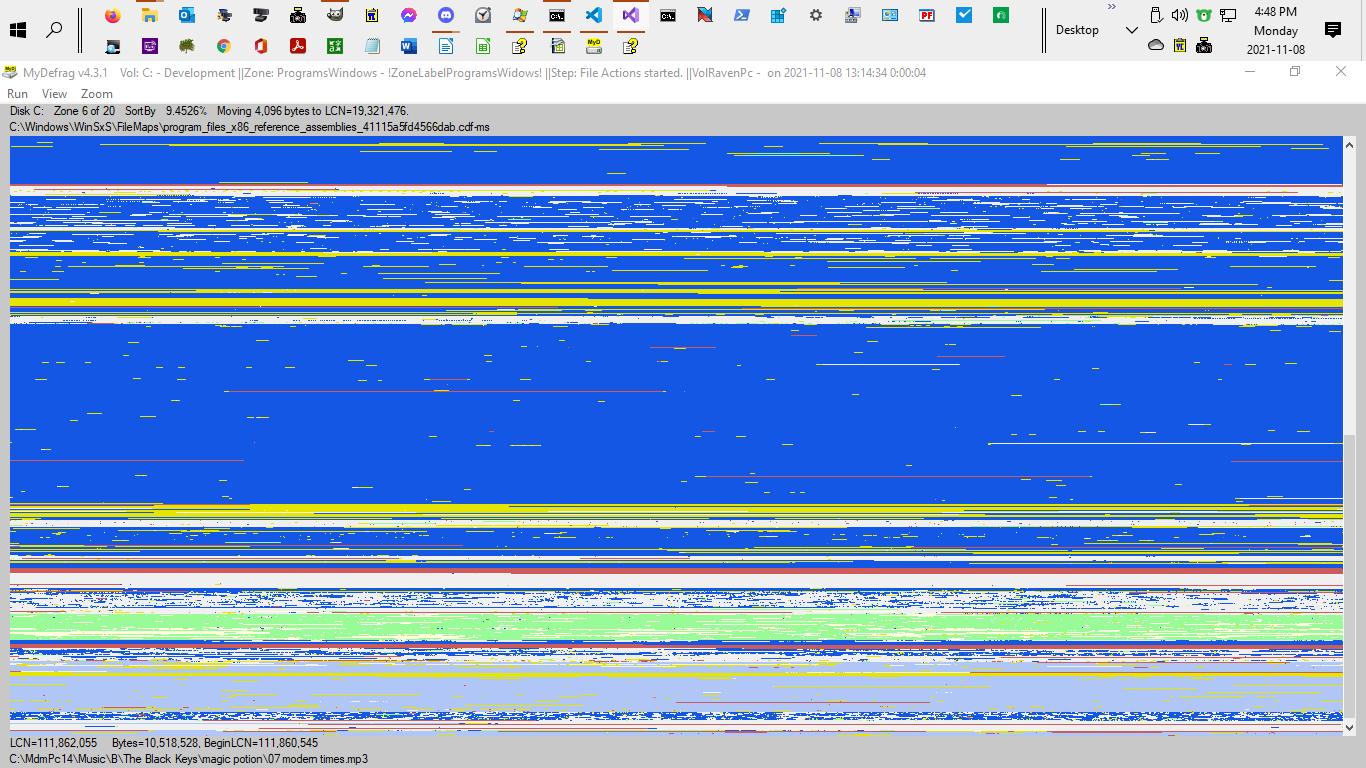 4:48 PM
Monday
2021-11-08
Desktop
MyDefrag v4.3.1 Vol: C: - Development ||Zone: ProgramsWindows - !ZoneLabelProgramsWidows! ||Step: File Actions started. ||VolRavenPc - on 2021-11-08 13:14:34 0:00:04
Run View Zoom
Disk C: Zone 6 of 20 SortBy 9.4526% Moving 4,096 bytes to LCN=19,321,476.
C:\Windows\WinSxS\FileMaps\program_files_x86_reference_assemblies_41115a5fd4566dab.cdf-ms
LCN=111,862,055 Bytes=10,518,528, BeginLCN=111,860,545
C:\MdmPc14\Music\B\The Black Keys\magic potion\07 modern times.mp3